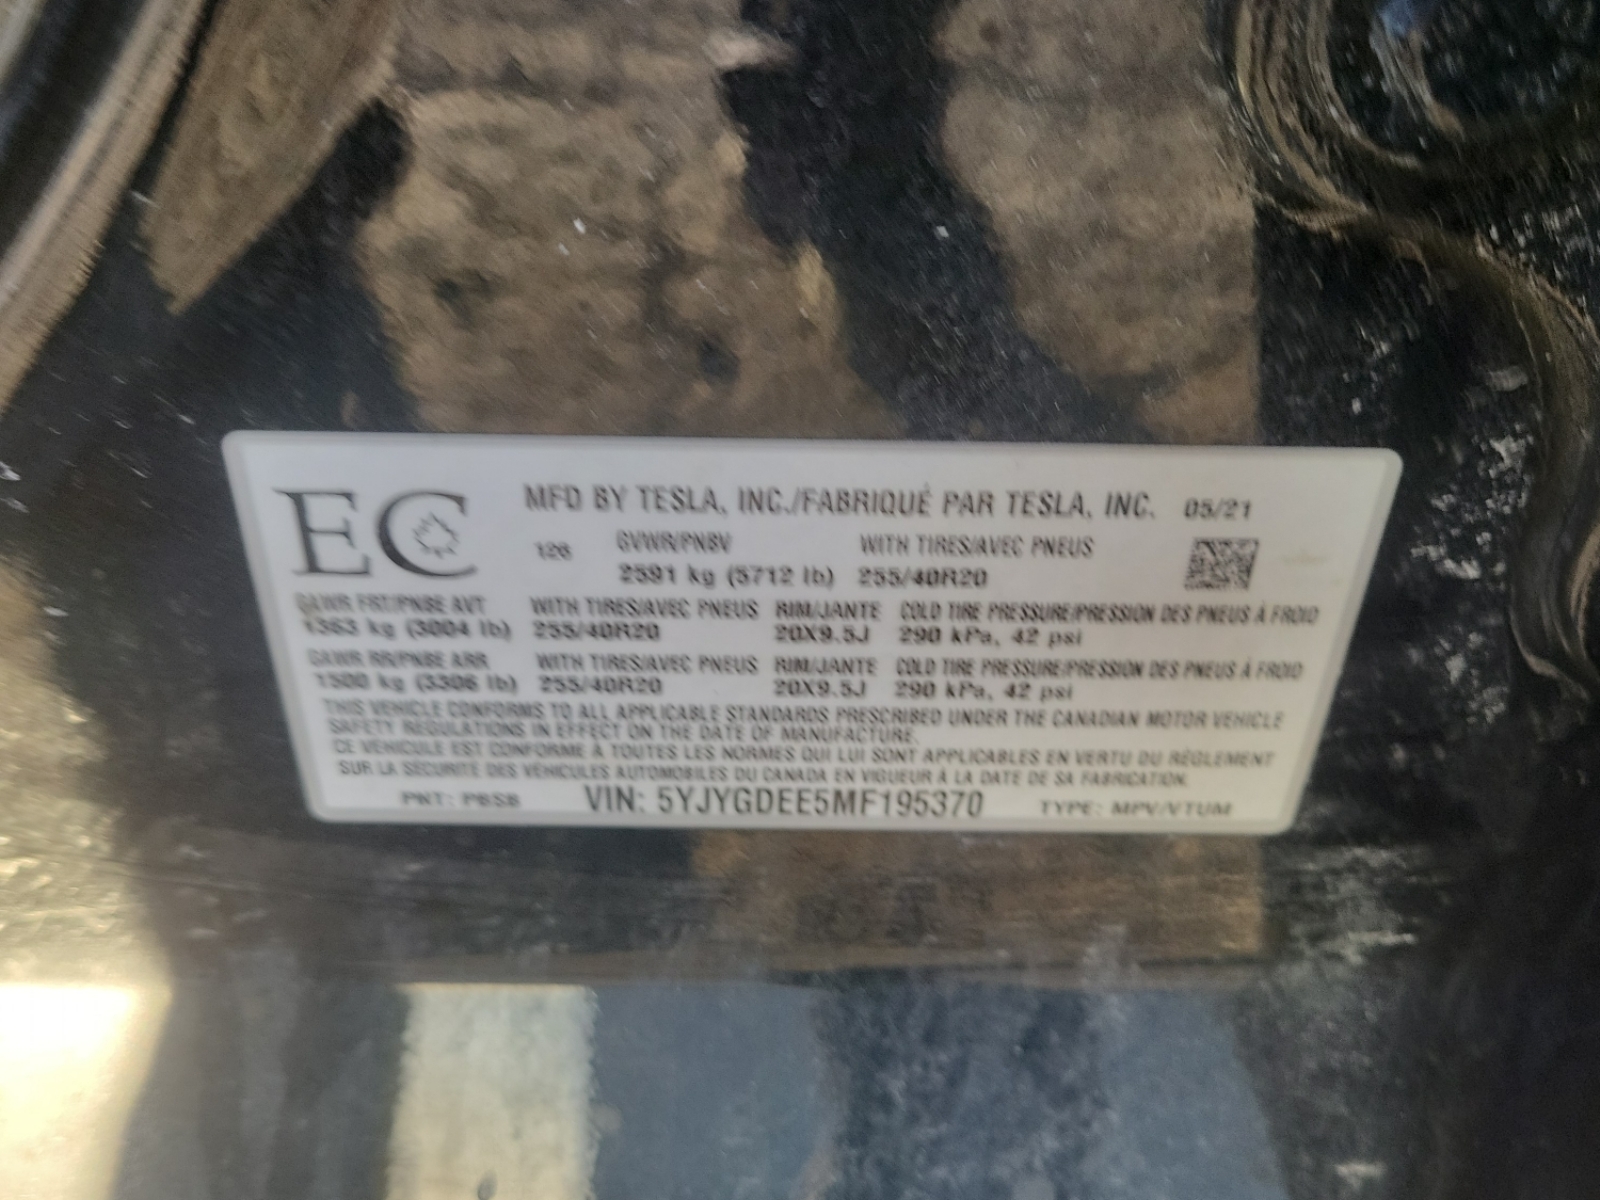 EC
MFD BY TESLA, INC./FABRIQUÉ PAR TESLA, INC. 05/21
126 GVWR/PNBV WITH TIRES/AVEC PNEUS
2591 kg (5712 lb) 255/40R20
GAWR FRT/PNBE AVT WITH TIRES/AVEC PNEUS RIM/JANTE COLD TIRE PRESSURE/PRESSION DES PNEUS À FROID
1363 kg (3004 lb) 255/40R20 20X9.5J 290 kPa, 42 psi
GAWR RR/PNBE ARR WITH TIRES/AVEC PNEUS RIM/JANTE COLD TIRE PRESSURE/PRESSION DES PNEUS À FROID
1500 kg (3306 lb) 255/40R20 20X9.5J 290 kPa, 42 psi
THIS VEHICLE CONFORMS TO ALL APPLICABLE STANDARDS PRESCRIBED UNDER THE CANADIAN MOTOR VEHICLE
SAFETY REGULATIONS IN EFFECT ON THE DATE OF MANUFACTURE.
CE VÉHICULE EST CONFORME À TOUTES LES NORMES QUI LUI SONT APPLICABLES EN VERTU DU RÈGLEMENT
SUR LA SÉCURITÉ DES VÉHICULES AUTOMOBILES DU CANADA EN VIGUEUR À LA DATE DE SA FABRICATION.
PNT: PBSB VIN: 5YJYGDEE5MF195370 TYPE: MPV/VTUM